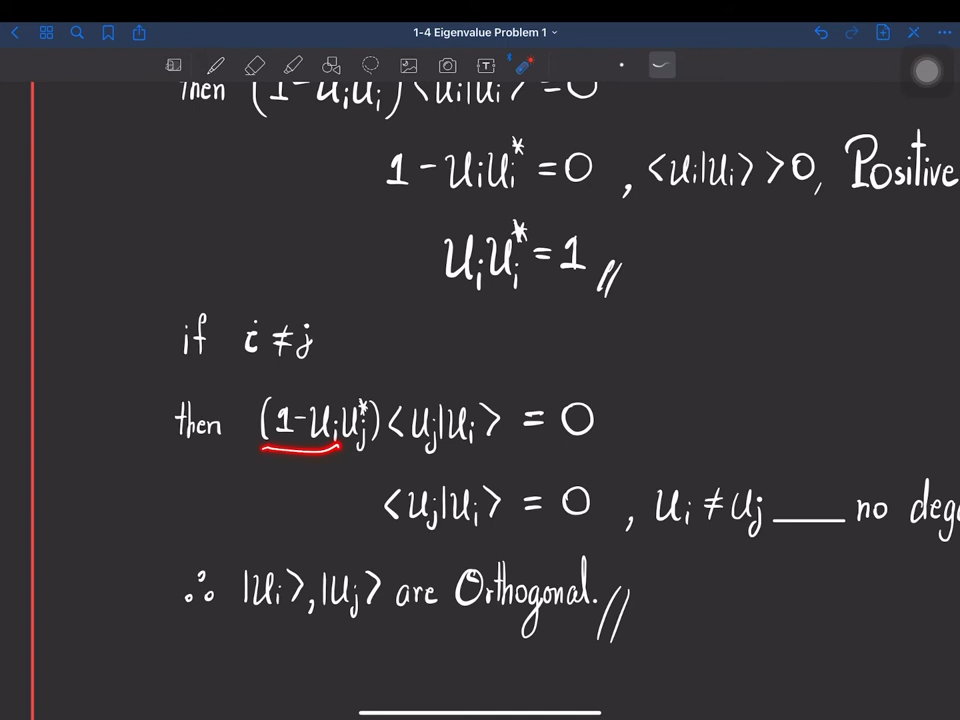 1-4 Eigenvalue Problem 1
then (1-uiui)<ui|ui> = 0
1 - uiui* = 0 , <ui|ui> > 0, Positive
uiui* = 1 //
if i ≠ j
then (1-uiuj*)<uj|ui> = 0
<uj|ui> = 0 , ui ≠ uj ___ no deg
∴ |ui>, |uj> are Orthogonal. //